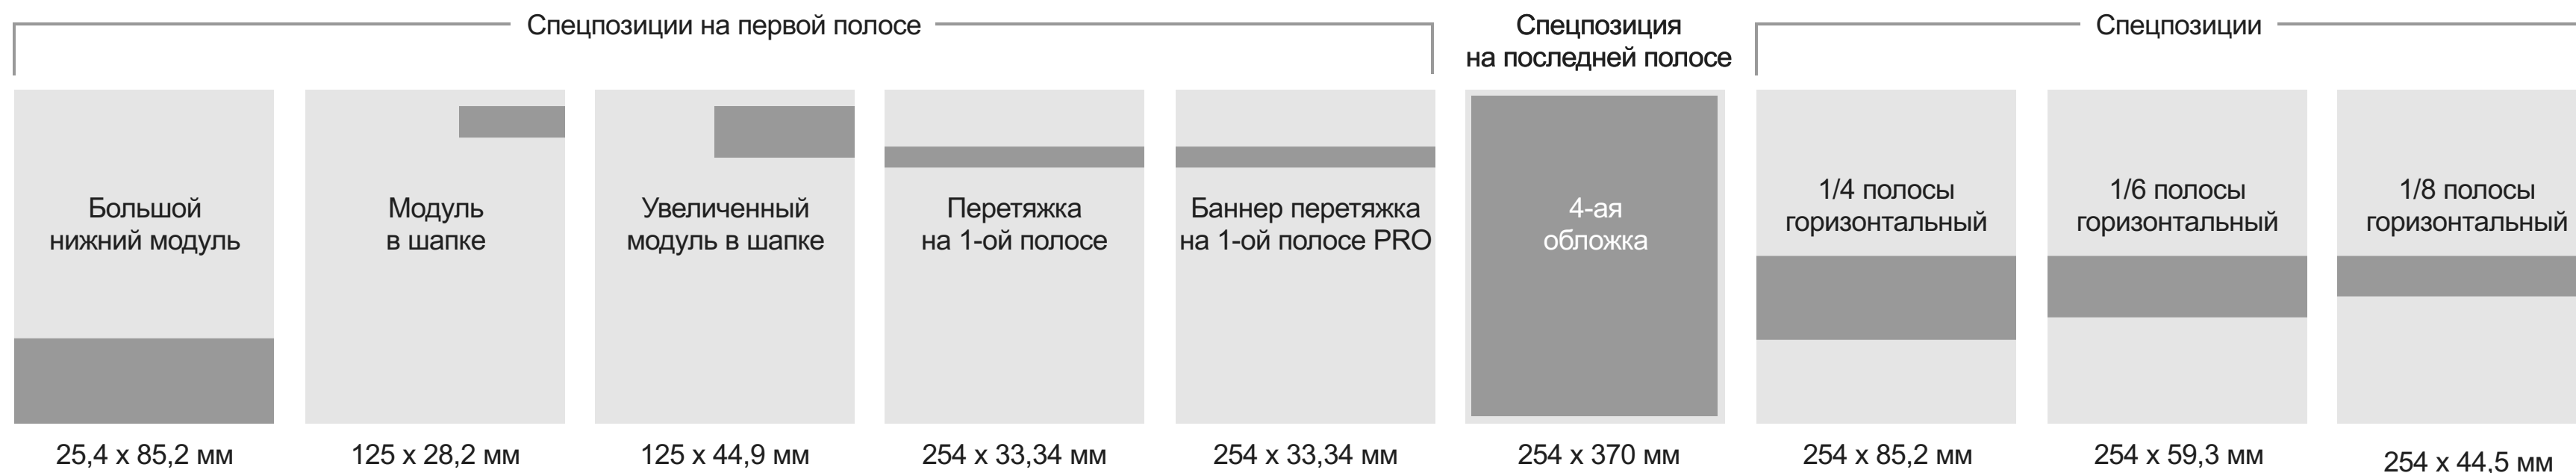 Спецпозиции на первой полосе
Спецпозиция
на последней полосе
Спецпозиции
Большой
нижний модуль
25,4 x 85,2 мм
Модуль
в шапке
125 x 28,2 мм
Увеличенный
модуль в шапке
125 x 44,9 мм
Перетяжка
на 1-ой полосе
254 x 33,34 мм
Баннер перетяжка
на 1-ой полосе PRO
254 x 33,34 мм
4-ая
обложка
254 x 370 мм
1/4 полосы
горизонтальный
254 x 85,2 мм
1/6 полосы
горизонтальный
254 x 59,3 мм
1/8 полосы
горизонтальный
254 x 44,5 мм